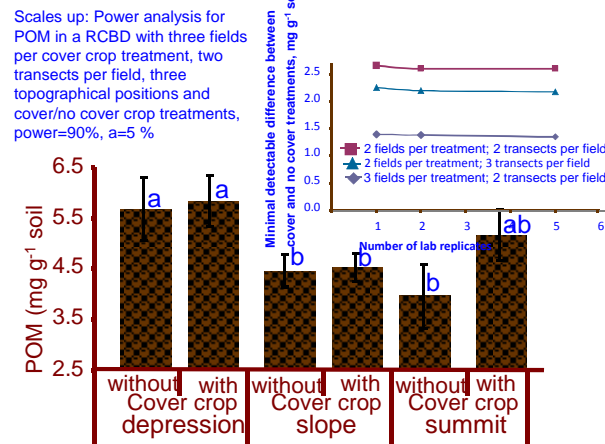 Scales up: Power analysis for
POM in a RCBD with three fields
per cover crop treatment, two
transects per field, three
topographical positions and
cover/no cover crop treatments,
power=90%, a=5 %
Minimal detectable difference between
cover and no cover treatments, mg g-1 so
2.5
2.0
1.5
1.0
0.5
0.0
2 fields per treatment; 2 transects per field
2 fields per treatment; 3 transects per field
3 fields per treatment; 2 transects per field
1 2 3 4 5 6
Number of lab replicates
POM (mg g-1 soil)
6.5
5.5
4.5
3.5
2.5
a a b b b ab
without with without with without with
Cover crop Cover crop Cover crop
depression slope summit